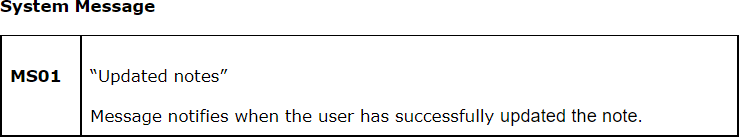 System Message
MS01
“Updated notes”
Message notifies when the user has successfully updated the note.